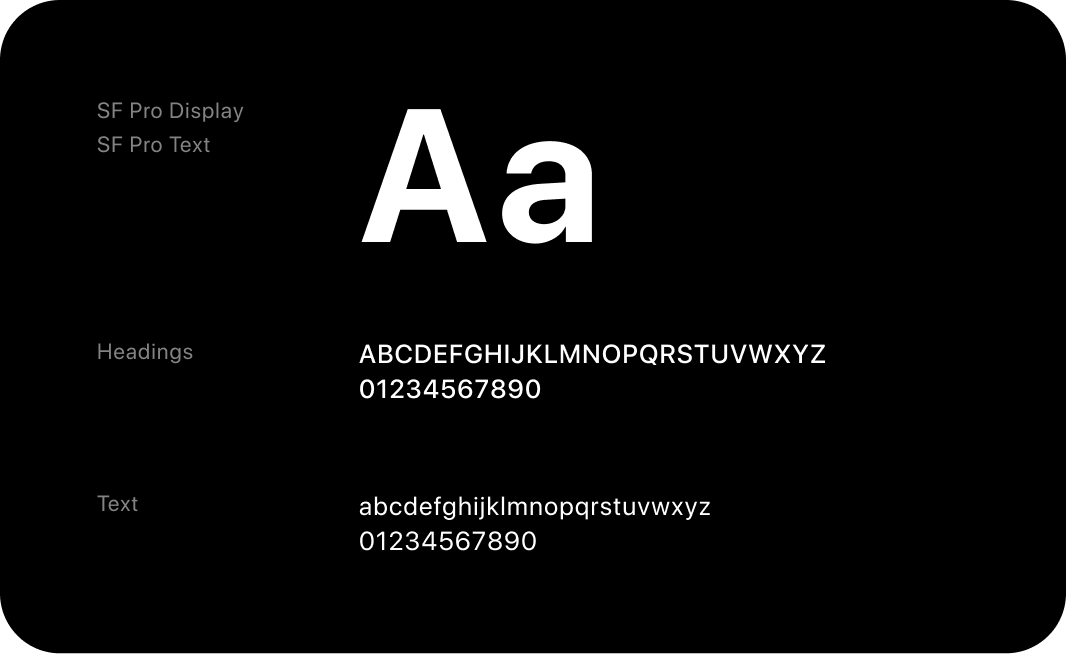 SF Pro Display
SF Pro Text
Aa
Headings
ABCDEFGHIJKLMNOPQRSTUVWXYZ
01234567890
Text
abcdefghijklmnopqrstuvwxyz
01234567890